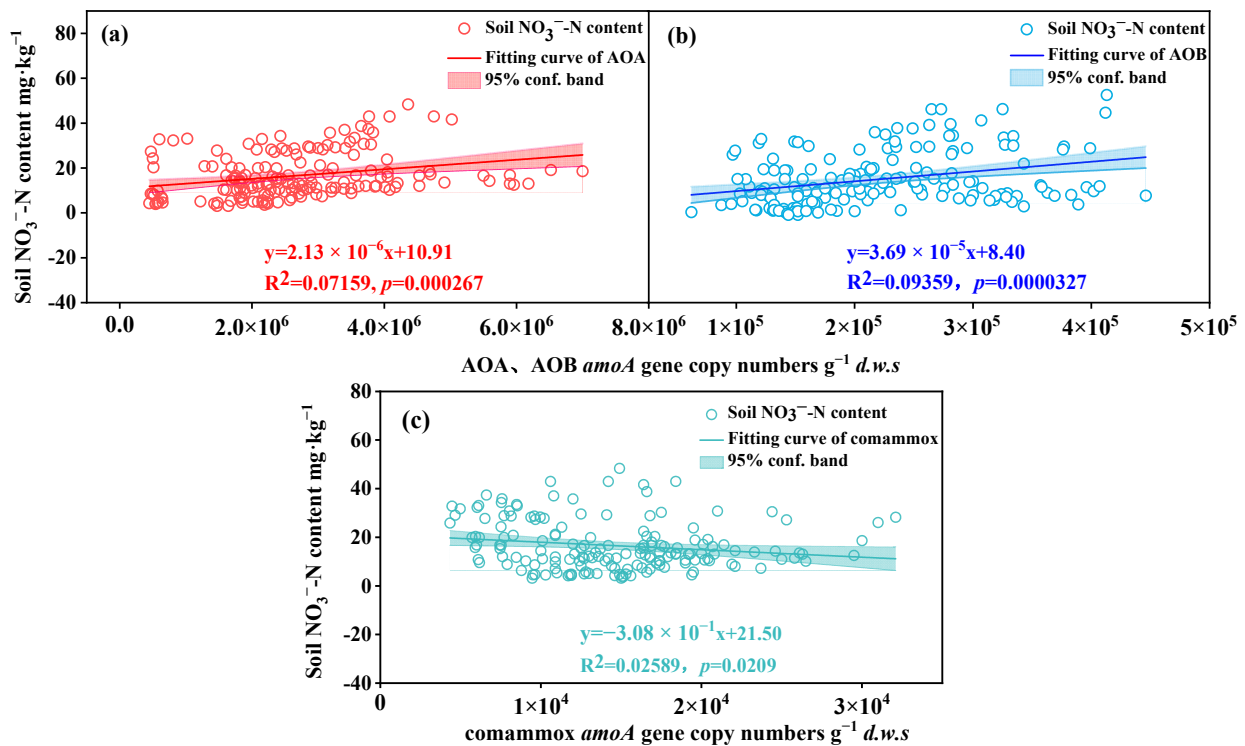 (a)
Soil NO₃⁻-N content
Fitting curve of AOA
95% conf. band
80
60
40
20
0
-20
-40
Soil NO₃⁻-N content mg·kg⁻¹
y=2.13 × 10⁻⁶x+10.91
R²=0.07159, p=0.000267
0.0
2.0×10⁶
4.0×10⁶
6.0×10⁶
8.0×10⁶
(b)
Soil NO₃⁻-N content
Fitting curve of AOB
95% conf. band
y=3.69 × 10⁻⁵x+8.40
R²=0.09359，p=0.0000327
1×10⁵
2×10⁵
3×10⁵
4×10⁵
5×10⁵
AOA、AOB amoA gene copy numbers g⁻¹ d.w.s
(c)
Soil NO₃⁻-N content
Fitting curve of comammox
95% conf. band
80
60
40
20
0
-20
-40
Soil NO₃⁻-N content mg·kg⁻¹
y=−3.08 × 10⁻¹x+21.50
R²=0.02589，p=0.0209
0
1×10⁴
2×10⁴
3×10⁴
comammox amoA gene copy numbers g⁻¹ d.w.s